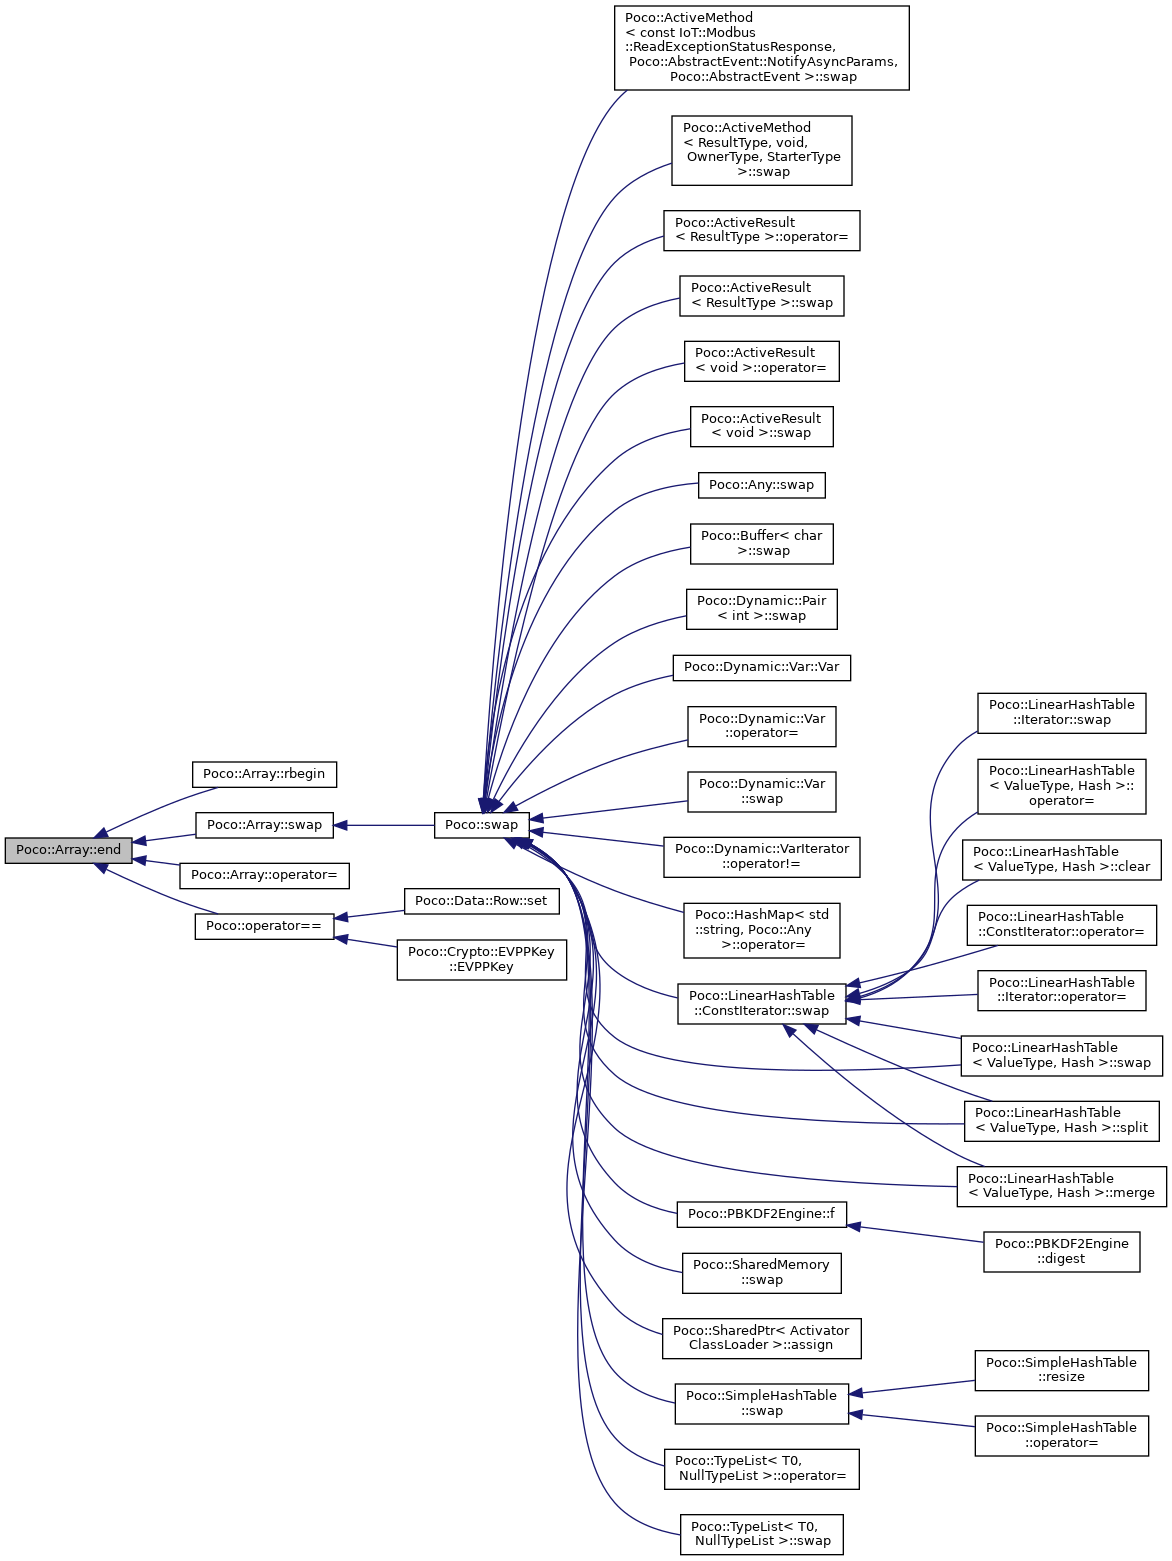 Poco::Array::end
Poco::Array::rbegin
Poco::Array::swap
Poco::Array::operator=
Poco::operator==
Poco::swap
Poco::Data::Row::set
Poco::Crypto::EVPPKey
::EVPPKey
Poco::ActiveMethod
< const IoT::Modbus
::ReadExceptionStatusResponse,
Poco::AbstractEvent::NotifyAsyncParams,
Poco::AbstractEvent >::swap
Poco::ActiveMethod
< ResultType, void,
OwnerType, StarterType
>::swap
Poco::ActiveResult
< ResultType >::operator=
Poco::ActiveResult
< ResultType >::swap
Poco::ActiveResult
< void >::operator=
Poco::ActiveResult
< void >::swap
Poco::Any::swap
Poco::Buffer< char
>::swap
Poco::Dynamic::Pair
< int >::swap
Poco::Dynamic::Var::Var
Poco::Dynamic::Var
::operator=
Poco::Dynamic::Var
::swap
Poco::Dynamic::VarIterator
::operator!=
Poco::HashMap< std
::string, Poco::Any
>::operator=
Poco::LinearHashTable
::ConstIterator::swap
Poco::PBKDF2Engine::f
Poco::SharedMemory
::swap
Poco::SharedPtr< Activator
ClassLoader >::assign
Poco::SimpleHashTable
::swap
Poco::TypeList< T0,
NullTypeList >::operator=
Poco::TypeList< T0,
NullTypeList >::swap
Poco::LinearHashTable
::Iterator::swap
Poco::LinearHashTable
< ValueType, Hash >::
operator=
Poco::LinearHashTable
< ValueType, Hash >::clear
Poco::LinearHashTable
::ConstIterator::operator=
Poco::LinearHashTable
::Iterator::operator=
Poco::LinearHashTable
< ValueType, Hash >::swap
Poco::LinearHashTable
< ValueType, Hash >::split
Poco::LinearHashTable
< ValueType, Hash >::merge
Poco::PBKDF2Engine
::digest
Poco::SimpleHashTable
::resize
Poco::SimpleHashTable
::operator=